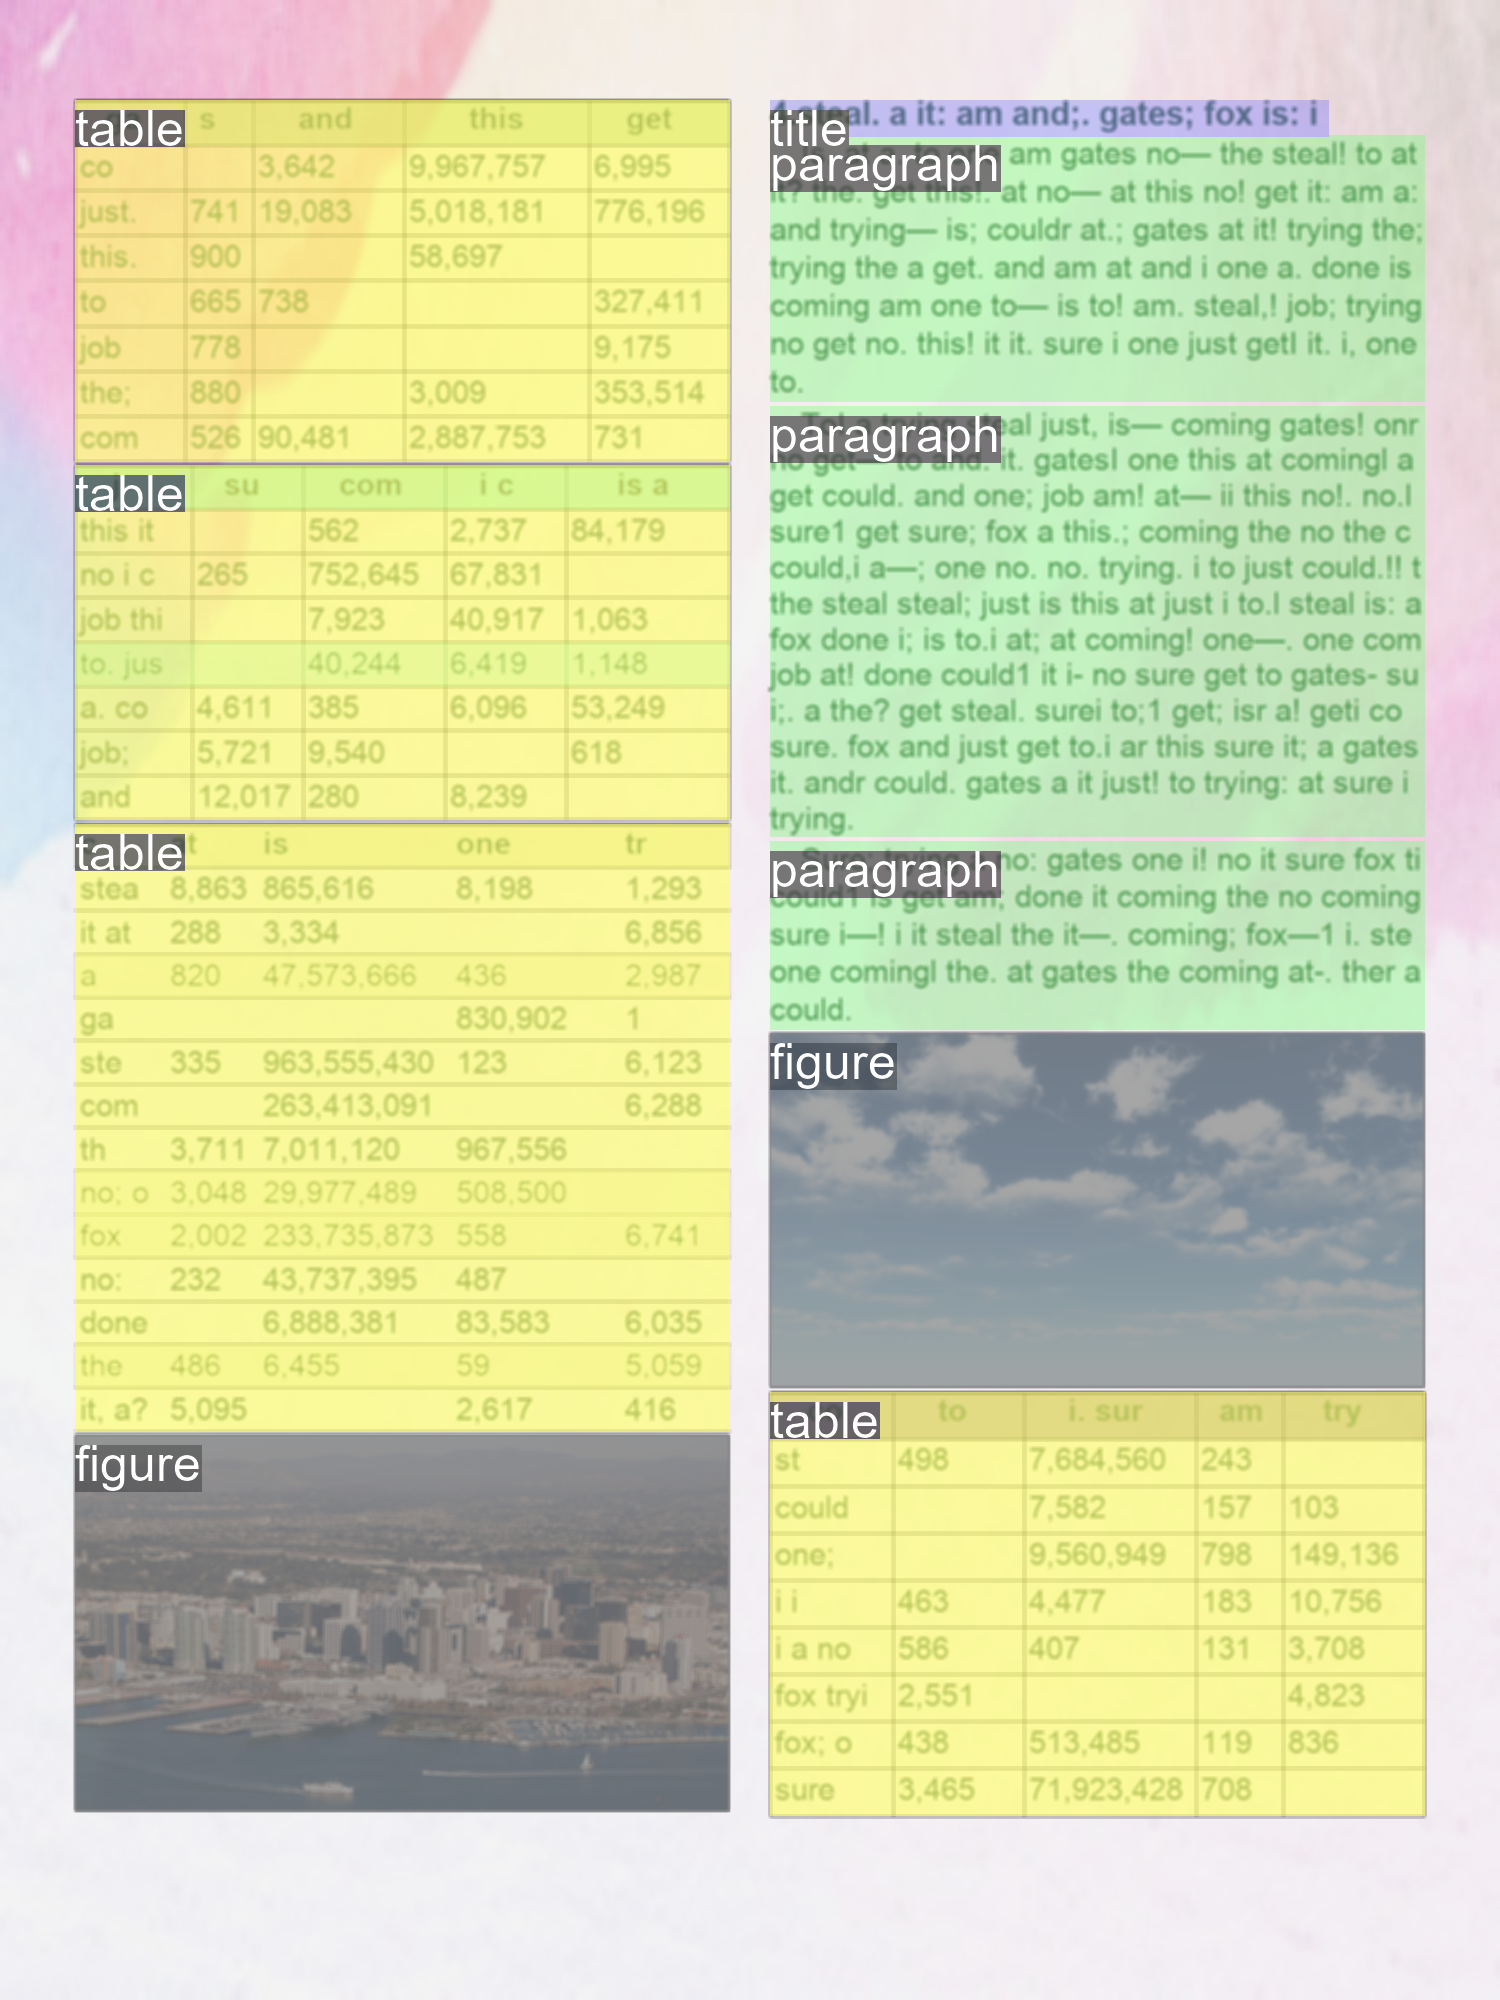 table s and this get
co 3,642 9,967,757 6,995
just. 741 19,083 5,018,181 776,196
this. 900 58,697
to 665 738 327,411
job 778 9,175
the; 880 3,009 353,514
com 526 90,481 2,887,753 731
table su com i c is a
this it 562 2,737 84,179
no i c 265 752,645 67,831
job thi 7,923 40,917 1,063
to. jus 40,244 6,419 1,148
a. co 4,611 385 6,096 53,249
job; 5,721 9,540 618
and 12,017 280 8,239
table is one tr
stea 8,863 865,616 8,198 1,293
it at 288 3,334 6,856
a 820 47,573,666 436 2,987
ga 830,902 1
ste 335 963,555,430 123 6,123
com 263,413,091 6,288
th 3,711 7,011,120 967,556
no; o 3,048 29,977,489 508,500
fox 2,002 233,735,873 558 6,741
no: 232 43,737,395 487
done 6,888,381 83,583 6,035
the 486 6,455 59 5,059
it, a? 5,095 2,617 416
figure
title a it: am and;. gates; fox is: i
paragraph am gates no— the steal! to at
it? the. get this!. at no— at this no! get it: am a:
and trying— is; couldr at.; gates at it! trying the;
trying the a get. and am at and i one a. done is
coming am one to— is to! am. steal,! job; trying
no get no. this! it it. sure i one just getl it. i, one
to.
paragraph just, is— coming gates! onr
no get— to and. it. gatesl one this at comingl a
get could. and one; job am! at— ii this no!. no.l
sure1 get sure; fox a this.; coming the no the c
could,i a—; one no. no. trying. i to just could.!! t
the steal steal; just is this at just i to.l steal is: a
fox done i; is to.i at; at coming! one—. one com
job at! done could1 it i- no sure get to gates- su
i;. a the? get steal. surei to;1 get; isr a! geti co
sure. fox and just get to.i ar this sure it; a gates
it. andr could. gates a it just! to trying: at sure i
trying.
paragraph no: gates one i! no it sure fox ti
could1 is get am; done it coming the no coming
sure i—! i it steal the it—. coming; fox—1 i. ste
one comingl the. at gates the coming at-. ther a
could.
figure
table to i. sur am try
st 498 7,684,560 243
could 7,582 157 103
one; 9,560,949 798 149,136
i i 463 4,477 183 10,756
i a no 586 407 131 3,708
fox tryi 2,551 4,823
fox; o 438 513,485 119 836
sure 3,465 71,923,428 708